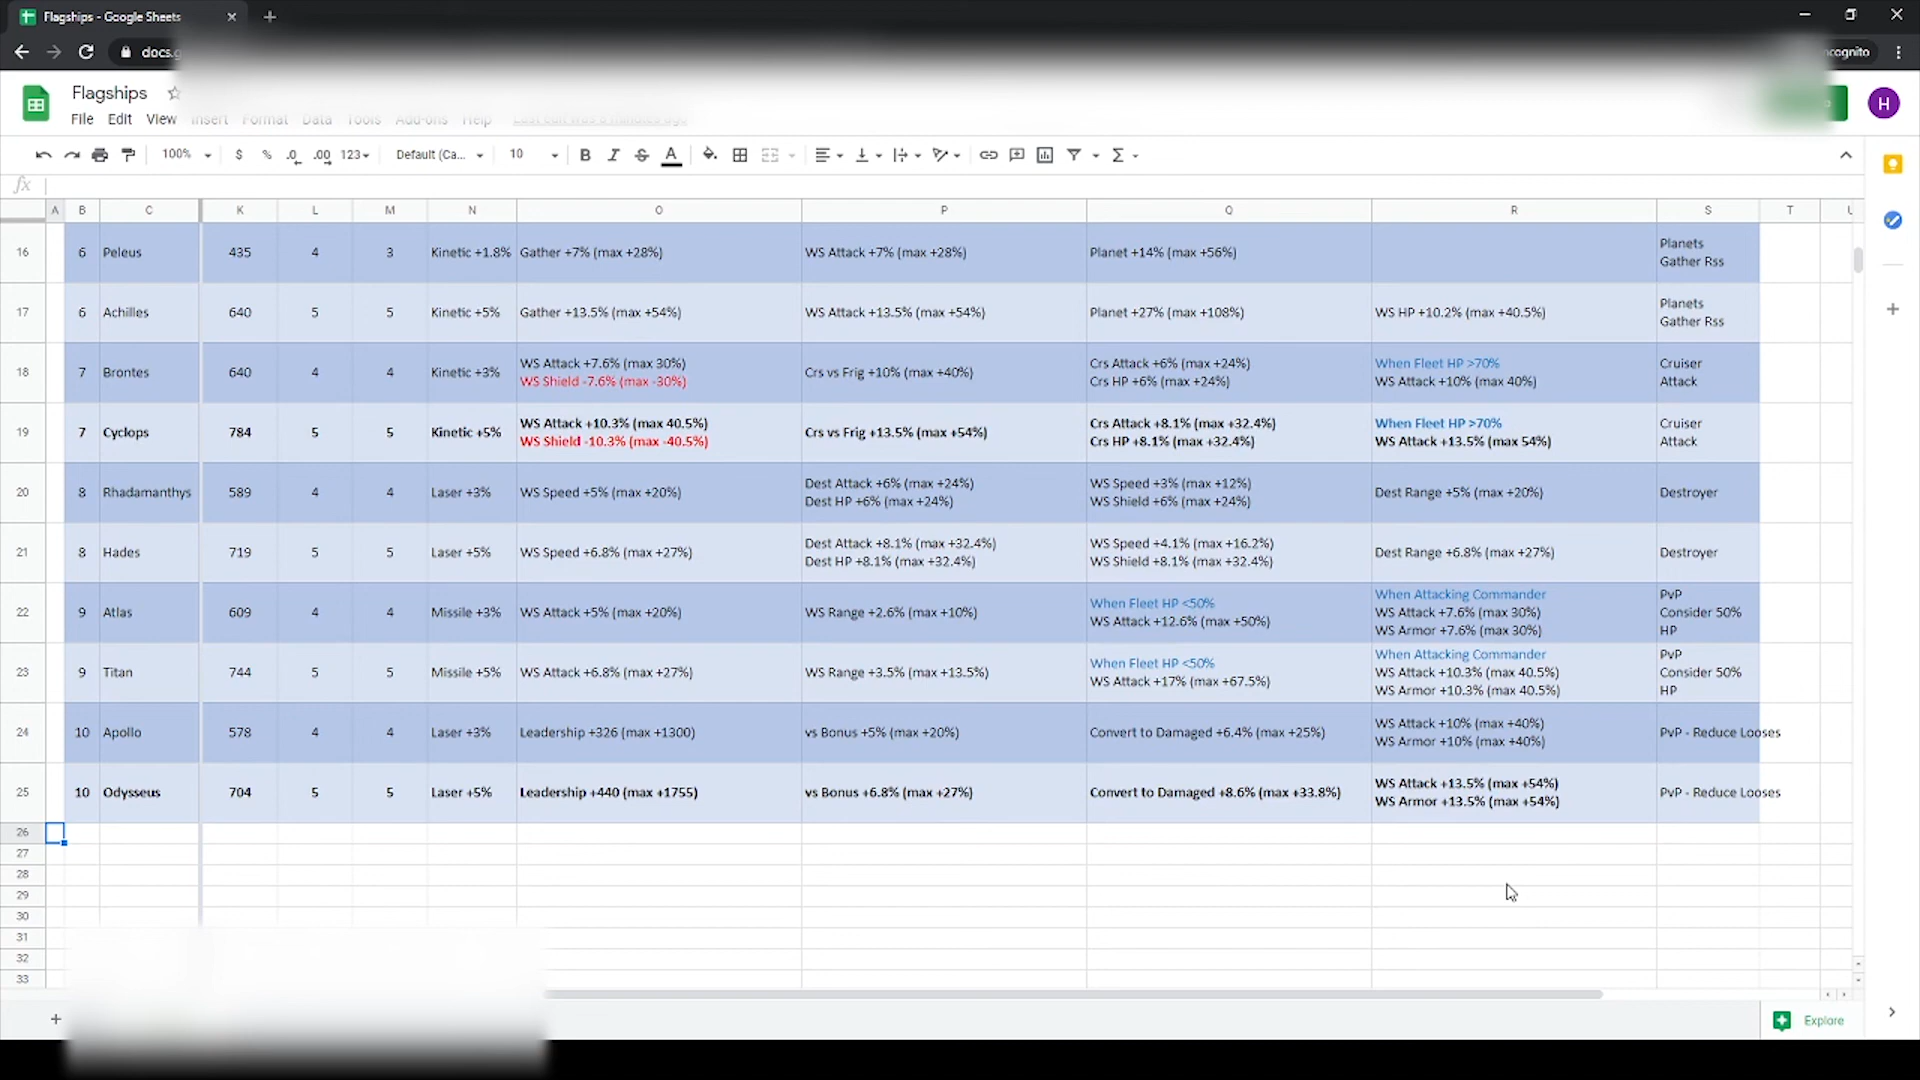 Flagships - Google Sheets
docs.g
cognito
Flagships
H
File Edit View Insert Format Data Tools Add-ons Help
100% $ % .0 .00 123 Default (Ca... 10 B I S A Σ
fx
A B C K L M N O P Q R S T
16 6 Peleus 435 4 3 Kinetic +1.8% Gather +7% (max +28%) WS Attack +7% (max +28%) Planet +14% (max +56%) Planets
Gather Rss
17 6 Achilles 640 5 5 Kinetic +5% Gather +13.5% (max +54%) WS Attack +13.5% (max +54%) Planet +27% (max +108%) WS HP +10.2% (max +40.5%) Planets
Gather Rss
18 7 Brontes 640 4 4 Kinetic +3% WS Attack +7.6% (max 30%)
WS Shield -7.6% (max -30%)
Crs vs Frig +10% (max +40%)
Crs Attack +6% (max +24%)
Crs HP +6% (max +24%)
When Fleet HP >70%
WS Attack +10% (max 40%)
Cruiser
Attack
19 7 Cyclops 784 5 5 Kinetic +5% WS Attack +10.3% (max 40.5%)
WS Shield -10.3% (max -40.5%)
Crs vs Frig +13.5% (max +54%)
Crs Attack +8.1% (max +32.4%)
Crs HP +8.1% (max +32.4%)
When Fleet HP >70%
WS Attack +13.5% (max 54%)
Cruiser
Attack
20 8 Rhadamanthys 589 4 4 Laser +3% WS Speed +5% (max +20%)
Dest Attack +6% (max +24%)
Dest HP +6% (max +24%)
WS Speed +3% (max +12%)
WS Shield +6% (max +24%)
Dest Range +5% (max +20%)
Destroyer
21 8 Hades 719 5 5 Laser +5% WS Speed +6.8% (max +27%)
Dest Attack +8.1% (max +32.4%)
Dest HP +8.1% (max +32.4%)
WS Speed +4.1% (max +16.2%)
WS Shield +8.1% (max +32.4%)
Dest Range +6.8% (max +27%)
Destroyer
22 9 Atlas 609 4 4 Missile +3% WS Attack +5% (max +20%) WS Range +2.6% (max +10%)
When Fleet HP <50%
WS Attack +12.6% (max +50%)
When Attacking Commander
WS Attack +7.6% (max 30%)
WS Armor +7.6% (max 30%)
PvP
Consider 50%
HP
23 9 Titan 744 5 5 Missile +5% WS Attack +6.8% (max +27%) WS Range +3.5% (max +13.5%)
When Fleet HP <50%
WS Attack +17% (max +67.5%)
When Attacking Commander
WS Attack +10.3% (max 40.5%)
WS Armor +10.3% (max 40.5%)
PvP
Consider 50%
HP
24 10 Apollo 578 4 4 Laser +3% Leadership +326 (max +1300) vs Bonus +5% (max +20%) Convert to Damaged +6.4% (max +25%)
WS Attack +10% (max +40%)
WS Armor +10% (max +40%)
PvP - Reduce Looses
25 10 Odysseus 704 5 5 Laser +5% Leadership +440 (max +1755) vs Bonus +6.8% (max +27%) Convert to Damaged +8.6% (max +33.8%)
WS Attack +13.5% (max +54%)
WS Armor +13.5% (max +54%)
PvP - Reduce Looses
26
27
28
29
30
31
32
33
Explore